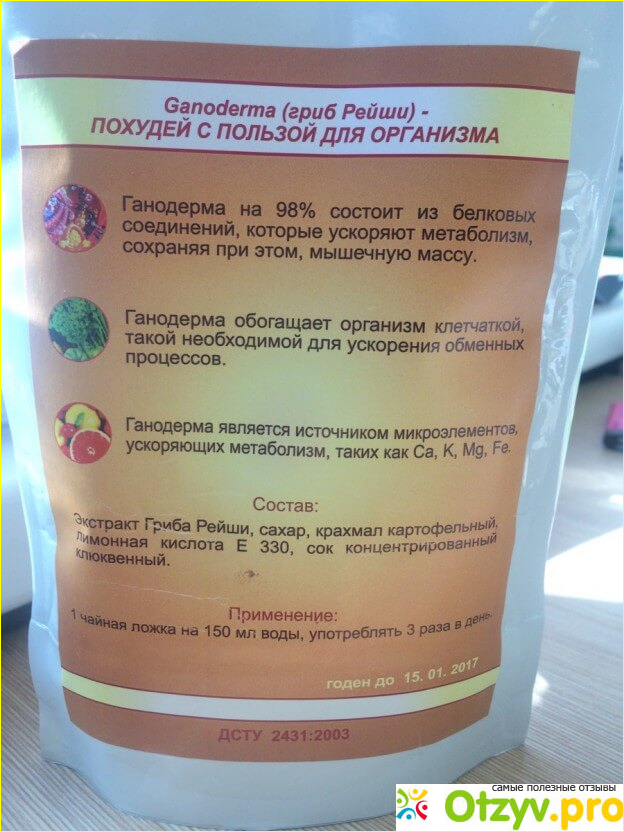 Ganoderma (гриб Рейши) -
ПОХУДЕЙ С ПОЛЬЗОЙ ДЛЯ ОРГАНИЗМА
Ганодерма на 98% состоит из белковых
соединений, которые ускоряют метаболизм,
сохраняя при этом, мышечную массу.
Ганодерма обогащает организм клетчаткой,
такой необходимой для ускорения обменных
процессов.
Ганодерма является источником микроэлементов,
ускоряющих метаболизм, таких как Ca, K, Mg, Fe.
Состав:
Экстракт Гриба Рейши, сахар, крахмал картофельный,
лимонная кислота Е 330, сок концентрированный
клюквенный.
Применение:
1 чайная ложка на 150 мл воды, употреблять 3 раза в день.
годен до 15. 01. 2017
ДСТУ 2431:2003
самые полезные отзывы
Otzyv.pro